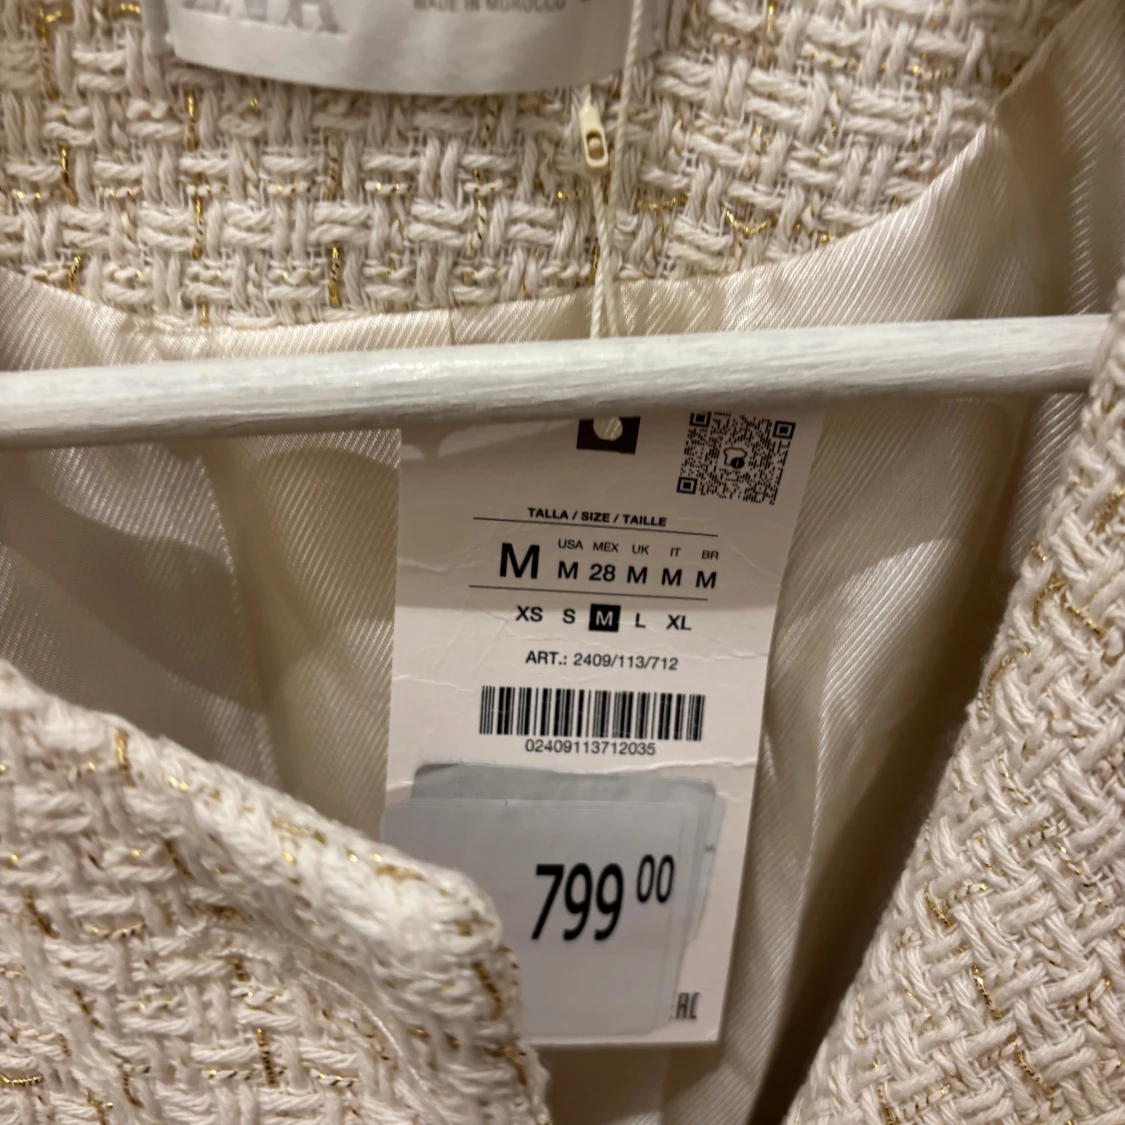 ZARA
MADE IN MOROCCO
TALLA / SIZE / TAILLE
M
USA MEX UK IT BR
M 28 M M M
XS S M L XL
ART.: 2409/113/712
02409113712035
799 00